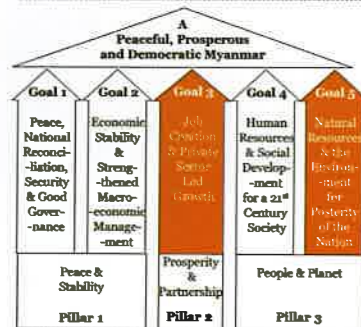 A
Peaceful, Prosperous
and Democratic Myanmar
Goal 1
Peace,
National
Reconci-
liation,
Security
& Good
Gover-
nance
Goal 2
Economic
Stability
&
Streng-
thened
Macro-
economic
Manage-
ment
Goal 3
Job
Creation
& Private
Sector
Led
Growth
Goal 4
Human
Resources
& Social
Develop-
ment
for a 21st
Century
Society
Goal 5
Natural
Resources
& the
Environ-
ment
for
Posterity
of the
Nation
Peace &
Stability
Pillar 1
Prosperity
&
Partnership
Pillar 2
People & Planet
Pillar 3